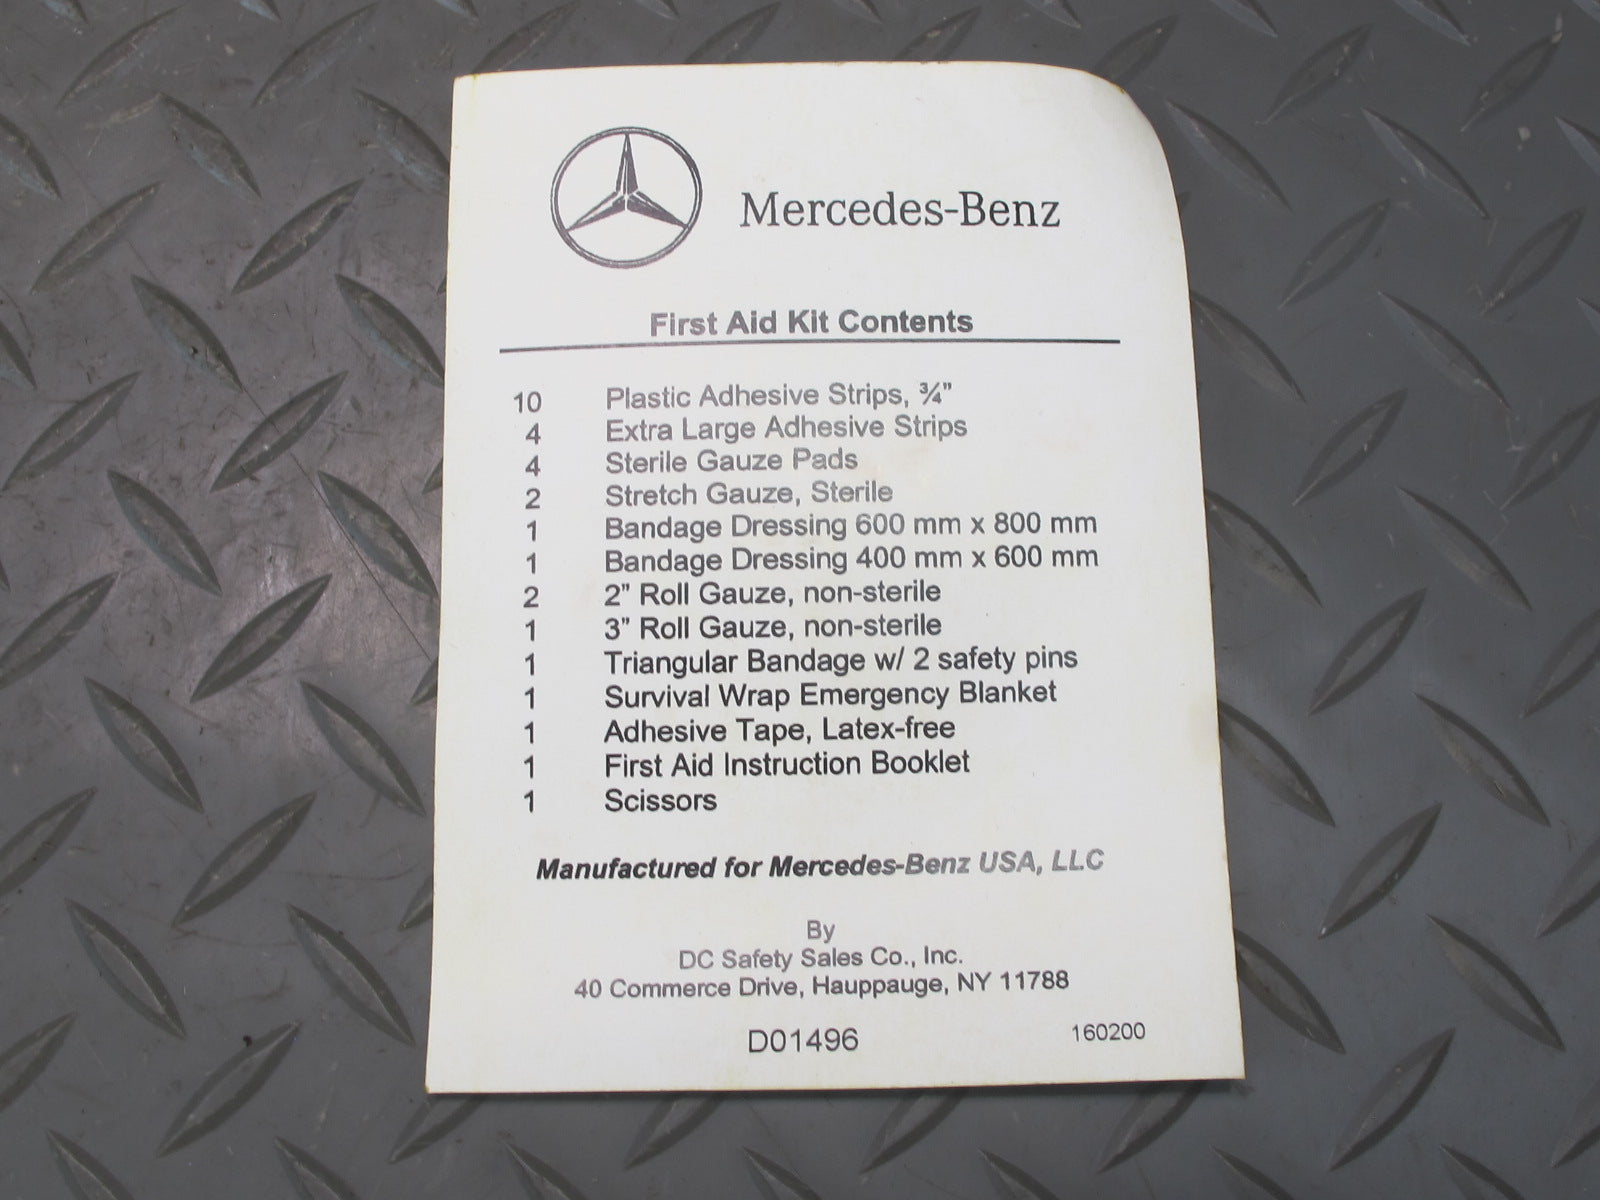 Mercedes-Benz
First Aid Kit Contents
10 Plastic Adhesive Strips, ¾"
4 Extra Large Adhesive Strips
4 Sterile Gauze Pads
2 Stretch Gauze, Sterile
1 Bandage Dressing 600 mm x 800 mm
1 Bandage Dressing 400 mm x 600 mm
2 2” Roll Gauze, non-sterile
1 3” Roll Gauze, non-sterile
1 Triangular Bandage w/ 2 safety pins
1 Survival Wrap Emergency Blanket
1 Adhesive Tape, Latex-free
1 First Aid Instruction Booklet
1 Scissors
Manufactured for Mercedes-Benz USA, LLC
By
DC Safety Sales Co., Inc.
40 Commerce Drive, Hauppauge, NY 11788
D01496 160200